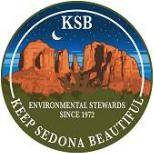 KSB
ENVIRONMENTAL STEWARDS
SINCE 1972
KEEP SEDONA BEAUTIFUL